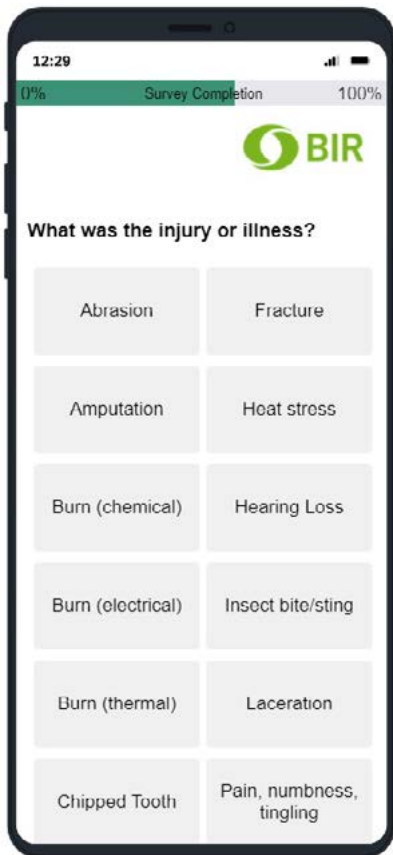 12:29
0% Survey Completion 100%
BIR
What was the injury or illness?
Abrasion
Fracture
Amputation
Heat stress
Burn (chemical)
Hearing Loss
Burn (electrical)
Insect bite/sting
Burn (thermal)
Laceration
Chipped Tooth
Pain, numbness,
tingling